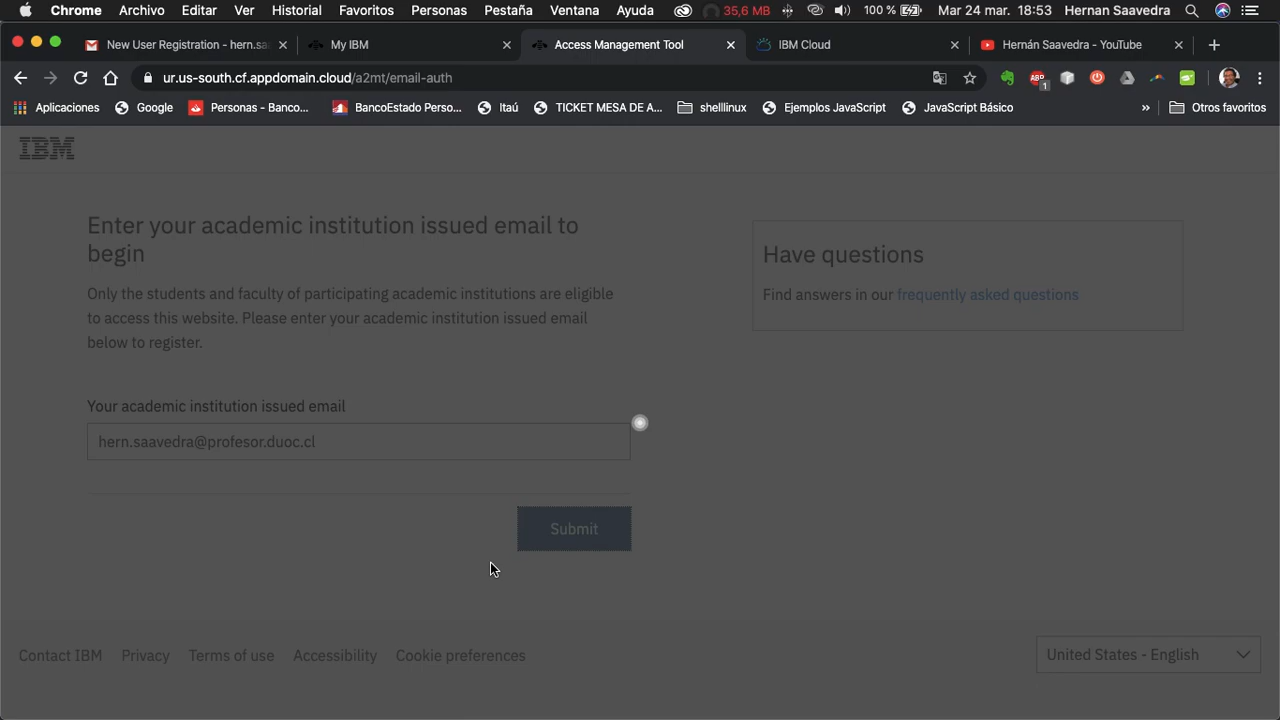 Chrome Archivo Editar Ver Historial Favoritos Personas Pestaña Ventana Ayuda 35,6 MB 100 % Mar 24 mar. 18:53 Hernan Saavedra
New User Registration - hern.sa
My IBM
Access Management Tool
IBM Cloud
Hernán Saavedra - YouTube
ur.us-south.cf.appdomain.cloud/a2mt/email-auth
ABP 1
Aplicaciones Google Personas - Banco... BancoEstado Perso... Itaú TICKET MESA DE A... shelllinux Ejemplos JavaScript JavaScript Básico » Otros favoritos
IBM
Enter your academic institution issued email to
begin
Only the students and faculty of participating academic institutions are eligible
to access this website. Please enter your academic institution issued email
below to register.
Your academic institution issued email
hern.saavedra@profesor.duoc.cl
Submit
Have questions
Find answers in our frequently asked questions
Contact IBM Privacy Terms of use Accessibility Cookie preferences
United States - English